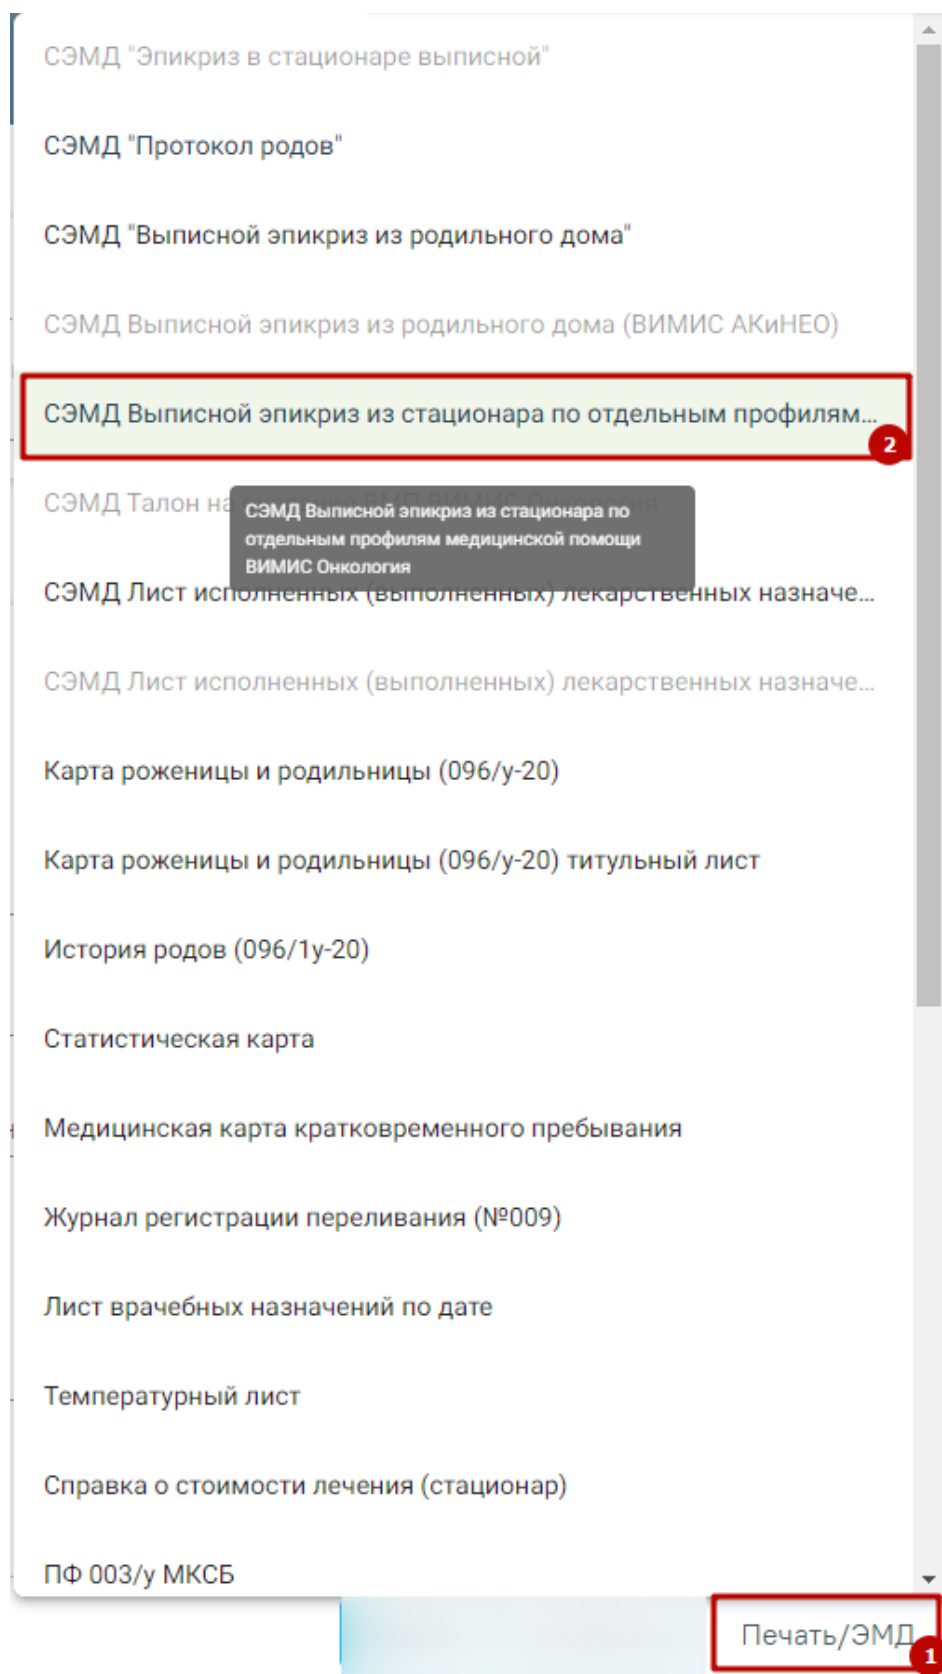 СЭМД "Эпикриз в стационаре выписной"
СЭМД "Протокол родов"
СЭМД "Выписной эпикриз из родильного дома"
СЭМД Выписной эпикриз из родильного дома (ВИМИС АКиНЕО)
СЭМД Выписной эпикриз из стационара по отдельным профилям...
2
СЭМД Талон на оказание ВМП ВИМИС Онкология
СЭМД Выписной эпикриз из стационара по
отдельным профилям медицинской помощи
ВИМИС Онкология
СЭМД Лист исполненных (выполненных) лекарственных назначе...
СЭМД Лист исполненных (выполненных) лекарственных назначе...
Карта роженицы и родильницы (096/у-20)
Карта роженицы и родильницы (096/у-20) титульный лист
История родов (096/1у-20)
Статистическая карта
Медицинская карта кратковременного пребывания
Журнал регистрации переливания (№009)
Лист врачебных назначений по дате
Температурный лист
Справка о стоимости лечения (стационар)
ПФ 003/у МКСБ
Печать/ЭМД
1